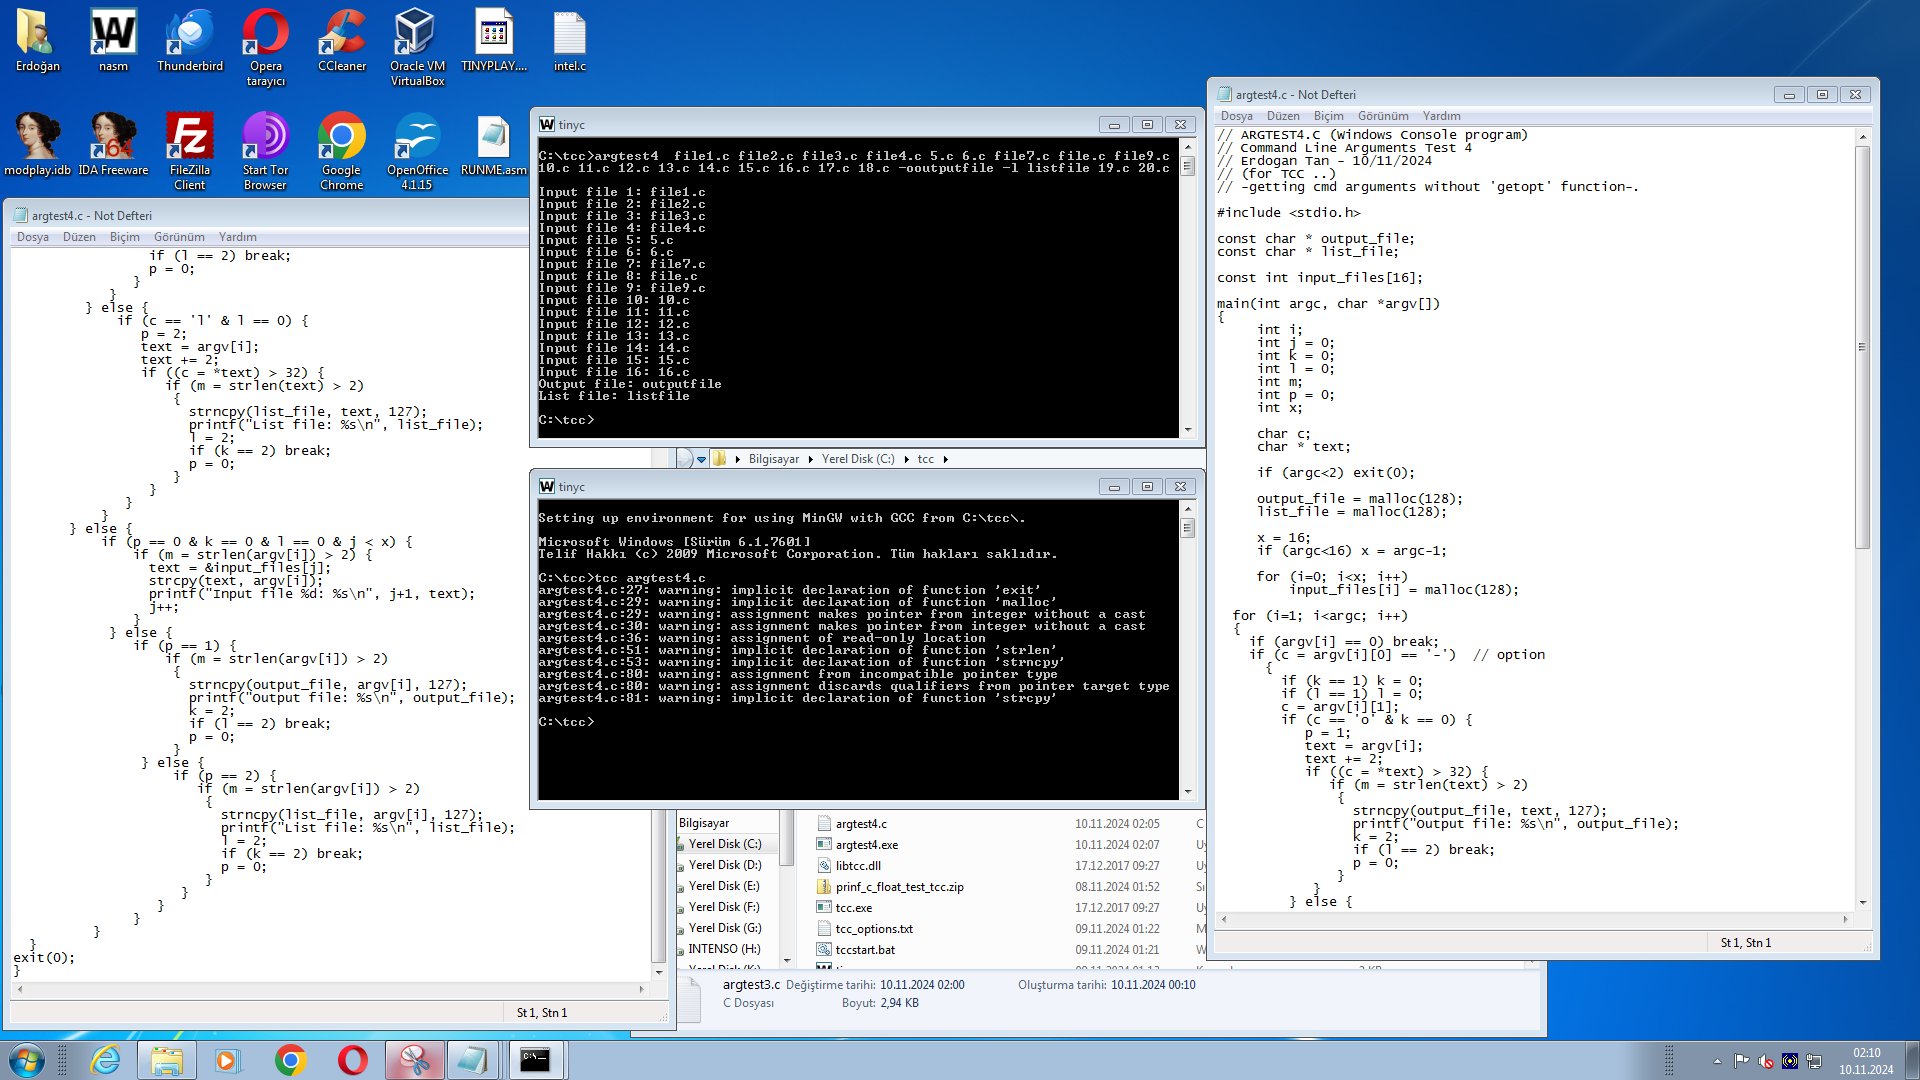 Erdoğan
nasm
Thunderbird
Opera tarayıcı
CCleaner
Oracle VM VirtualBox
TINYPLAY....
intel.c
modplay.idb
IDA Freeware
FileZilla Client
Start Tor Browser
Google Chrome
OpenOffice 4.1.15
RUNME.asm
argtest4.c - Not Defteri
Dosya Düzen Biçim Görünüm Yardım
if (l == 2) break;
p = 0;
}
}
} else {
if (c == 'l' & l == 0) {
p = 2;
text = argv[i];
text += 2;
if ((c = *text) > 32) {
if (m = strlen(text) > 2)
{
strncpy(list_file, text, 127);
printf("List file: %s\n", list_file);
l = 2;
if (k == 2) break;
p = 0;
}
}
}
}
} else {
if (p == 0 & k == 0 & l == 0 & j < x) {
if (m = strlen(argv[i]) > 2) {
text = &input_files[j];
strcpy(text, argv[i]);
printf("Input file %d: %s\n", j+1, text);
j++;
}
} else {
if (p == 1) {
if (m = strlen(argv[i]) > 2)
{
strncpy(output_file, argv[i], 127);
printf("Output file: %s\n", output_file);
k = 2;
if (l == 2) break;
p = 0;
}
} else {
if (p == 2) {
if (m = strlen(argv[i]) > 2)
{
strncpy(list_file, argv[i], 127);
printf("List file: %s\n", list_file);
l = 2;
if (k == 2) break;
p = 0;
}
}
}
}
}
}
exit(0);
}
St 1, Stn 1
tinyc
C:\tcc>argtest4  file1.c file2.c file3.c file4.c 5.c 6.c file7.c file.c file9.c
10.c 11.c 12.c 13.c 14.c 15.c 16.c 17.c 18.c -ooutputfile -l listfile 19.c 20.c
Input file 1: file1.c
Input file 2: file2.c
Input file 3: file3.c
Input file 4: file4.c
Input file 5: 5.c
Input file 6: 6.c
Input file 7: file7.c
Input file 8: file.c
Input file 9: file9.c
Input file 10: 10.c
Input file 11: 11.c
Input file 12: 12.c
Input file 13: 13.c
Input file 14: 14.c
Input file 15: 15.c
Input file 16: 16.c
Output file: outputfile
List file: listfile
C:\tcc>
Bilgisayar Yerel Disk (C:) tcc
tinyc
Setting up environment for using MinGW with GCC from C:\tcc\.
Microsoft Windows [Sürüm 6.1.7601]
Telif Hakkı (c) 2009 Microsoft Corporation. Tüm hakları saklıdır.
C:\tcc>tcc argtest4.c
argtest4.c:27: warning: implicit declaration of function 'exit'
argtest4.c:29: warning: implicit declaration of function 'malloc'
argtest4.c:29: warning: assignment makes pointer from integer without a cast
argtest4.c:30: warning: assignment makes pointer from integer without a cast
argtest4.c:36: warning: assignment of read-only location
argtest4.c:51: warning: implicit declaration of function 'strlen'
argtest4.c:53: warning: implicit declaration of function 'strncpy'
argtest4.c:80: warning: assignment from incompatible pointer type
argtest4.c:80: warning: assignment discards qualifiers from pointer target type
argtest4.c:81: warning: implicit declaration of function 'strcpy'
C:\tcc>
Bilgisayar
Yerel Disk (C:)
Yerel Disk (D:)
Yerel Disk (E:)
Yerel Disk (F:)
Yerel Disk (G:)
INTENSO (H:)
argtest4.c 10.11.2024 02:05 C
argtest4.exe 10.11.2024 02:07 Uy
libtcc.dll 17.12.2017 09:27 Uy
prinf_c_float_test_tcc.zip 08.11.2024 01:52 Sı
tcc.exe 17.12.2017 09:27 Uy
tcc_options.txt 09.11.2024 01:22 M
tccstart.bat 09.11.2024 01:21 W
argtest3.c Değiştirme tarihi: 10.11.2024 02:00 Oluşturma tarihi: 10.11.2024 00:10
C Dosyası Boyut: 2,94 KB
argtest4.c - Not Defteri
Dosya Düzen Biçim Görünüm Yardım
// ARGTEST4.C (Windows Console program)
// Command Line Arguments Test 4
// Erdogan Tan - 10/11/2024
// (for TCC ..)
// -getting cmd arguments without 'getopt' function-.
#include <stdio.h>
const char * output_file;
const char * list_file;
const int input_files[16];
main(int argc, char *argv[])
{
int i;
int j = 0;
int k = 0;
int l = 0;
int m;
int p = 0;
int x;
char c;
char * text;
if (argc<2) exit(0);
output_file = malloc(128);
list_file = malloc(128);
x = 16;
if (argc<16) x = argc-1;
for (i=0; i<x; i++)
input_files[i] = malloc(128);
for (i=1; i<argc; i++)
{
if (argv[i] == 0) break;
if (c = argv[i][0] == '-')  // option
{
if (k == 1) k = 0;
if (l == 1) l = 0;
c = argv[i][1];
if (c == 'o' & k == 0) {
p = 1;
text = argv[i];
text += 2;
if ((c = *text) > 32) {
if (m = strlen(text) > 2)
{
strncpy(output_file, text, 127);
printf("Output file: %s\n", output_file);
k = 2;
if (l == 2) break;
p = 0;
}
}
} else {
St 1, Stn 1
02:10
10.11.2024